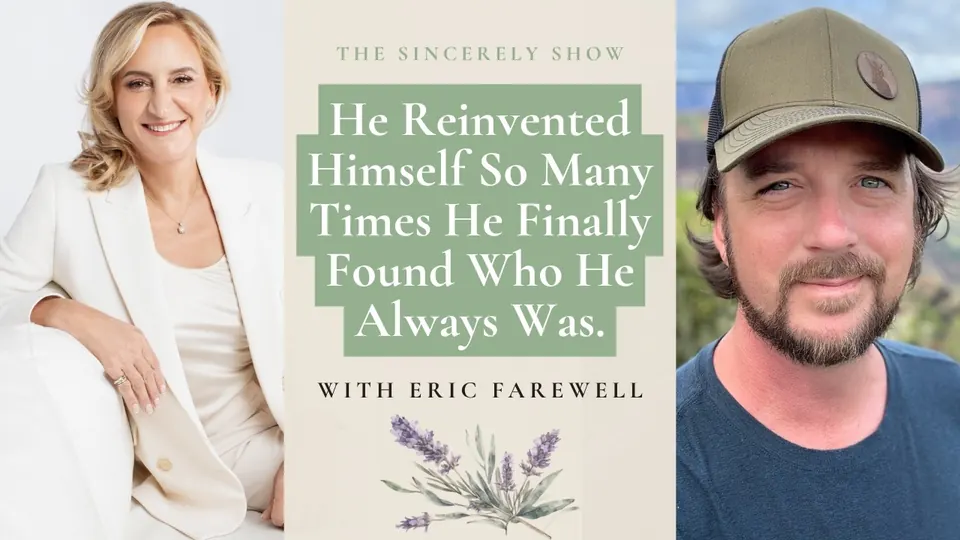 THE SINCERELY SHOW
He Reinvented
Himself So Many
Times He Finally
Found Who He
Always Was.
WITH ERIC FAREWELL